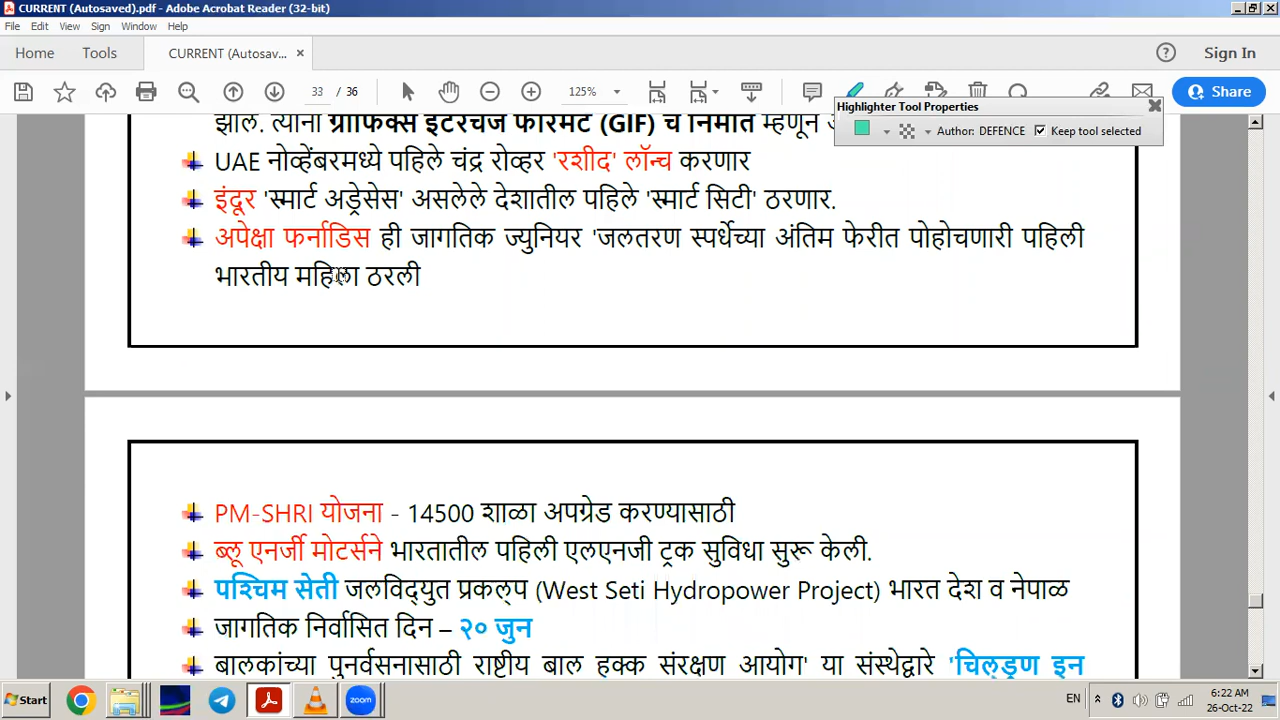 CURRENT (Autosaved).pdf - Adobe Acrobat Reader (32-bit)
File Edit View Sign Window Help
Home Tools CURRENT (Autosav... × Sign In
33 / 36 125% Share
Highlighter Tool Properties
Author: DEFENCE Keep tool selected
झाले. त्यांनी ग्राफिक्स इंटरचेंज फॉरमॅट (GIF) चे निर्माते म्हणून
UAE नोव्हेंबरमध्ये पहिले चंद्र रोव्हर 'रशीद' लॉन्च करणार
इंदूर 'स्मार्ट अड्रेसेस' असलेले देशातील पहिले 'स्मार्ट सिटी' ठरणार.
अपेक्षा फर्नाडिस ही जागतिक ज्युनियर 'जलतरण स्पर्धेच्या अंतिम फेरीत पोहोचणारी पहिली
भारतीय महिला ठरली
PM-SHRI योजना - 14500 शाळा अपग्रेड करण्यासाठी
ब्लू एनर्जी मोटर्सने भारतातील पहिली एलएनजी ट्रक सुविधा सुरू केली.
पश्चिम सेती जलविद्युत प्रकल्प (West Seti Hydropower Project) भारत देश व नेपाळ
जागतिक निर्वासित दिन – २० जुन
बालकांच्या पुनर्वसनासाठी राष्ट्रीय बाल हक्क संरक्षण आयोग' या संस्थेद्वारे 'चिल्ड्रण इन
Start zoom EN 6:22 AM
26-Oct-22